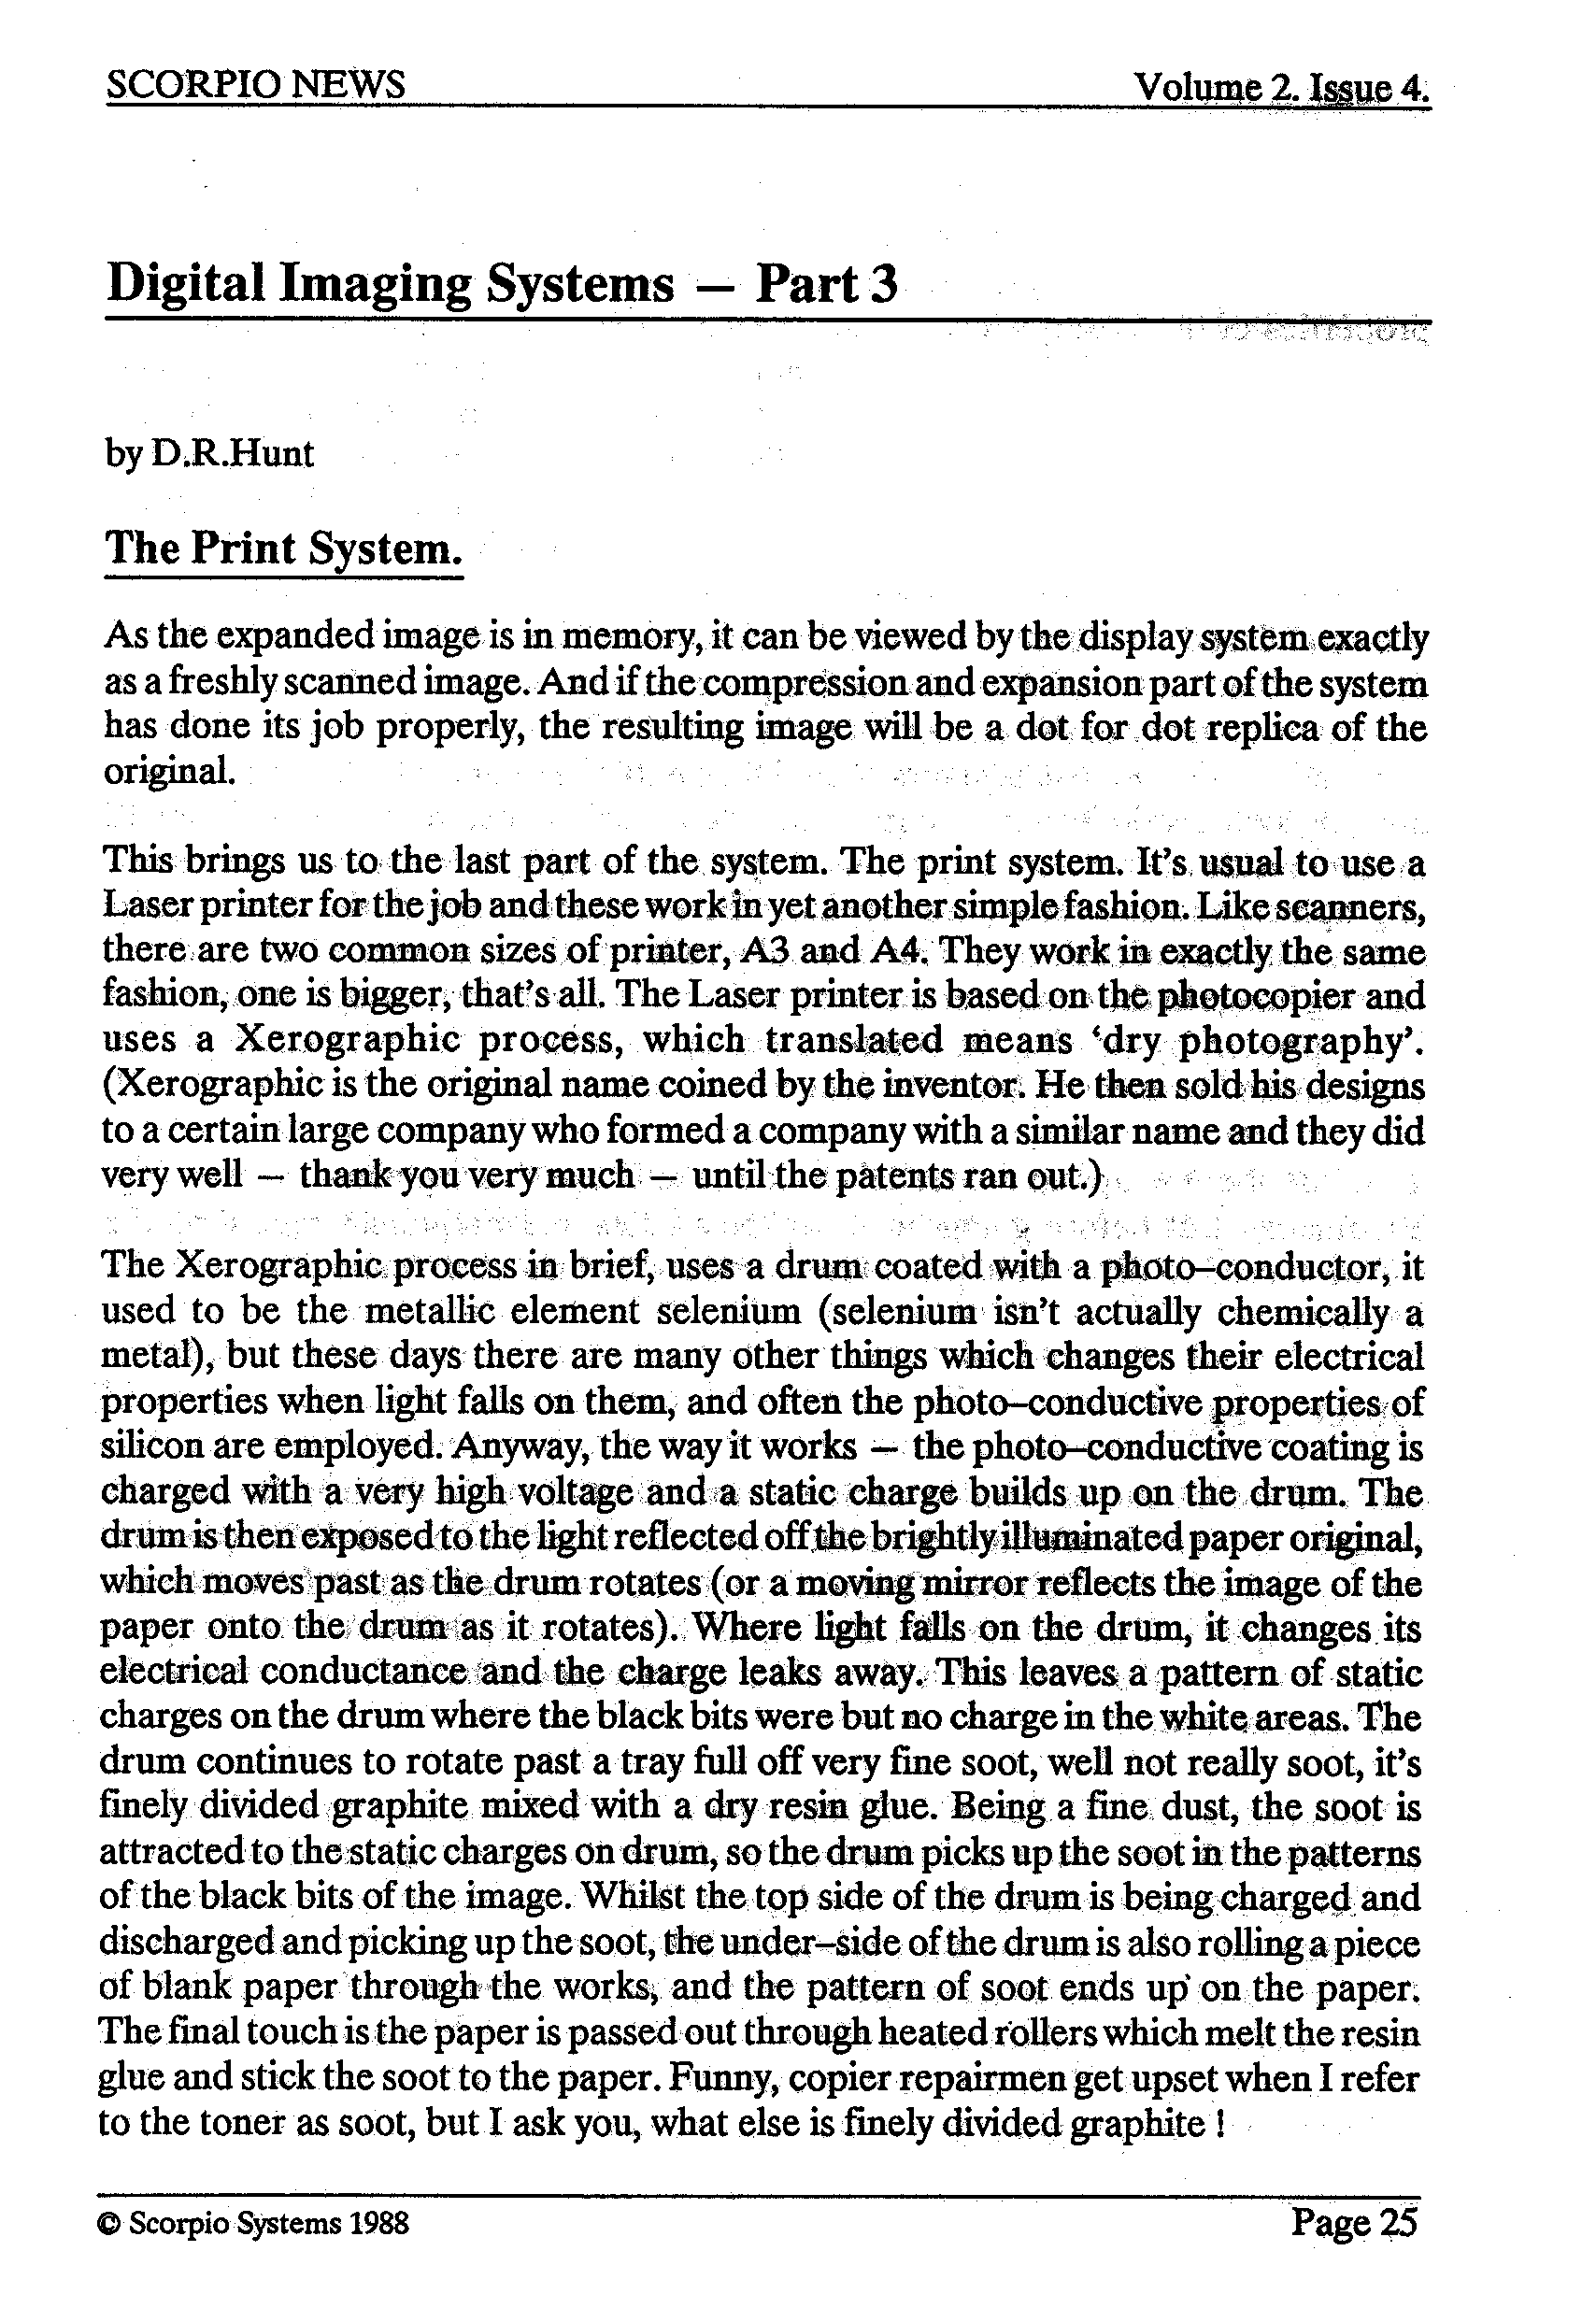 SCORPIO NEWS
Volume 2. Issue 4.
Digital Imaging Systems — Part 3
by D.R.Hunt
The Print System.
As the expanded image is in memory, it can be viewed by the display system exactly
as a freshly scanned image. And if the compression and expansion part of the system
has done its job properly, the resulting image will be a dot for dot replica of the
original.
This brings us to the last part of the system. The print system. It's usual to use a
Laser printer for the job and these work in yet another simple fashion. Like scanners,
there are two common sizes of printer, A3 and A4. They work in exactly the same
fashion, one is bigger, that's all. The Laser printer is based on the photocopier and
uses a Xerographic process, which translated means ‘dry photography’.
(Xerographic is the original name coined by the inventor. He then sold his designs
to a certain large company who formed a company with a similar name and they did
very well — thank you very much — until the patents ran out.)
The Xerographic process in brief, uses a drum coated with a photo–conductor, it
used to be the metallic element selenium (selenium isn't actually chemically a
metal), but these days there are many other things which changes their electrical
properties when light falls on them, and often the photo–conductive properties of
silicon are employed. Anyway, the way it works — the photo–conductive coating is
charged with a very high voltage and a static charge builds up on the drum. The
drum is then exposed to the light reflected off the brightly illuminated paper original,
which moves past as the drum rotates (or a moving mirror reflects the image of the
paper onto the drum as it rotates). Where light falls on the drum, it changes its
electrical conductance and the charge leaks away. This leaves a pattern of static
charges on the drum where the black bits were but no charge in the white areas. The
drum continues to rotate past a tray full off very fine soot, well not really soot, it's
finely divided graphite mixed with a dry resin glue. Being a fine dust, the soot is
attracted to the static charges on drum, so the drum picks up the soot in the patterns
of the black bits of the image. Whilst the top side of the drum is being charged and
discharged and picking up the soot, the under–side of the drum is also rolling a piece
of blank paper through the works, and the pattern of soot ends up on the paper.
The final touch is the paper is passed out through heated rollers which melt the resin
glue and stick the soot to the paper. Funny, copier repairmen get upset when I refer
to the toner as soot, but I ask you, what else is finely divided graphite !
© Scorpio Systems 1988
Page 25